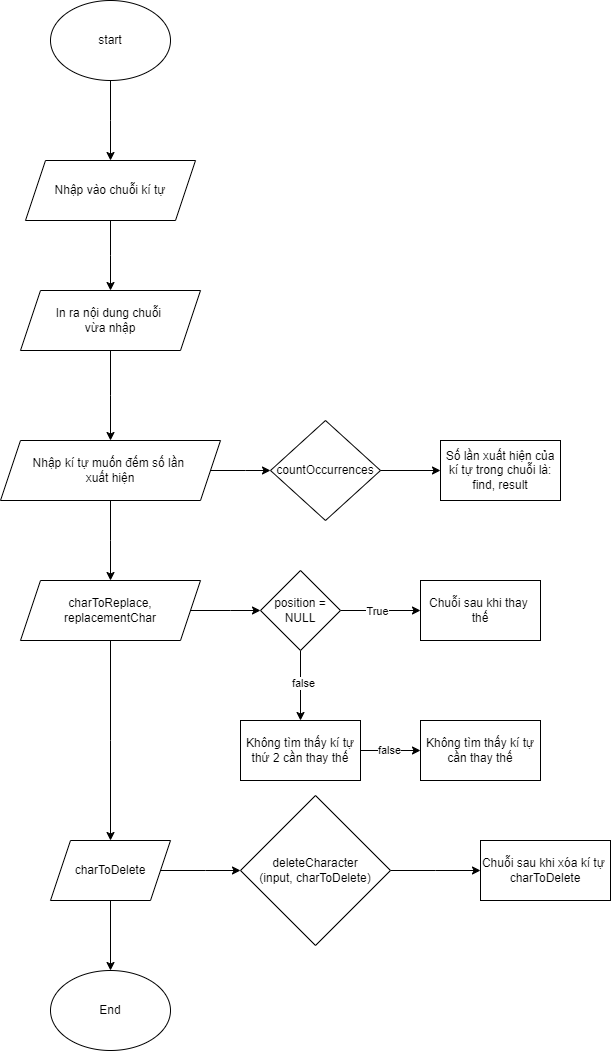 start
Nhập vào chuỗi kí tự
In ra nội dung chuỗi
vừa nhập
Nhập kí tự muốn đếm số lần
xuất hiện
countOccurrences
Số lần xuất hiện của
kí tự trong chuỗi là:
find, result
charToReplace,
replacementChar
position =
NULL
True
Chuỗi sau khi thay
thế
false
Không tìm thấy kí tự
thứ 2 cần thay thế
false
Không tìm thấy kí tự
cần thay thế
charToDelete
deleteCharacter
(input, charToDelete)
Chuỗi sau khi xóa kí tự
charToDelete
End